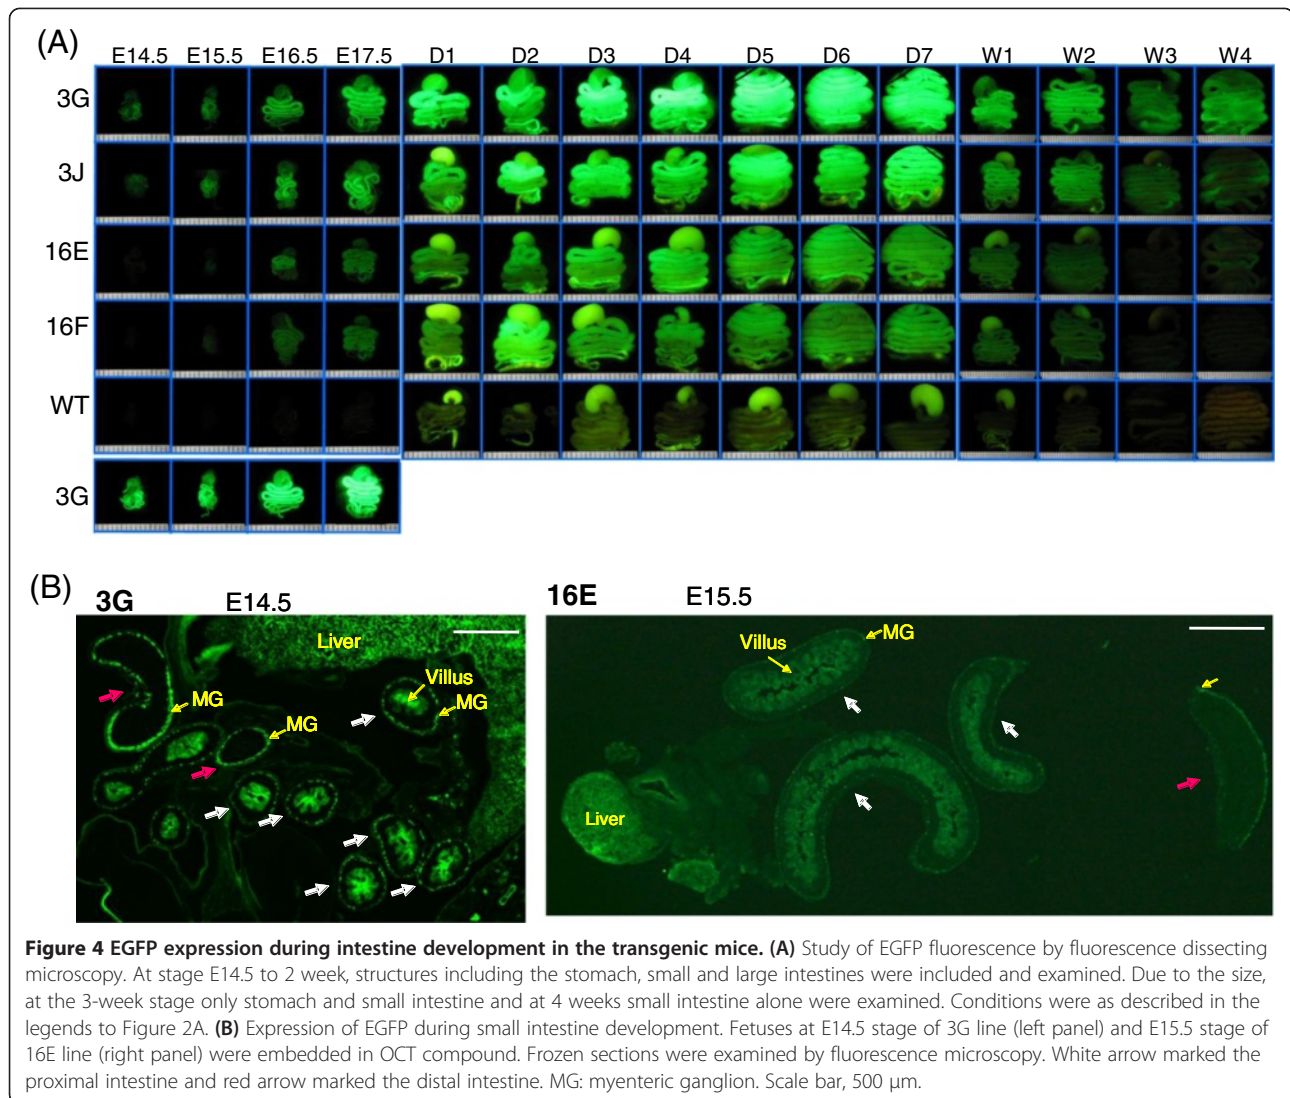 (A)
E14.5 E15.5 E16.5 E17.5 D1 D2 D3 D4 D5 D6 D7 W1 W2 W3 W4
3G
3J
16E
16F
WT
3G
(B)
3G E14.5
Liver
Villus
MG
MG
MG
16E E15.5
Villus
MG
Liver
Figure 4 EGFP expression during intestine development in the transgenic mice. (A) Study of EGFP fluorescence by fluorescence dissecting
microscopy. At stage E14.5 to 2 week, structures including the stomach, small and large intestines were included and examined. Due to the size,
at the 3-week stage only stomach and small intestine and at 4 weeks small intestine alone were examined. Conditions were as described in the
legends to Figure 2A. (B) Expression of EGFP during small intestine development. Fetuses at E14.5 stage of 3G line (left panel) and E15.5 stage of
16E line (right panel) were embedded in OCT compound. Frozen sections were examined by fluorescence microscopy. White arrow marked the
proximal intestine and red arrow marked the distal intestine. MG: myenteric ganglion. Scale bar, 500 μm.